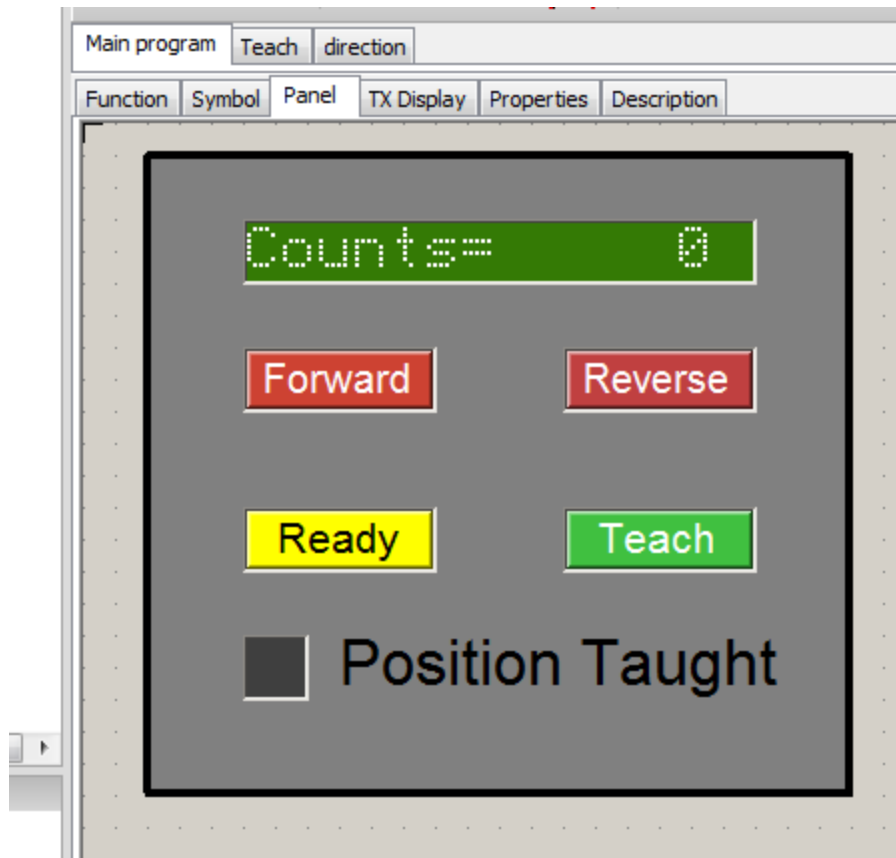 Main program Teach direction
Function Symbol Panel TX Display Properties Description
Counts= 0
Forward Reverse
Ready Teach
Position Taught